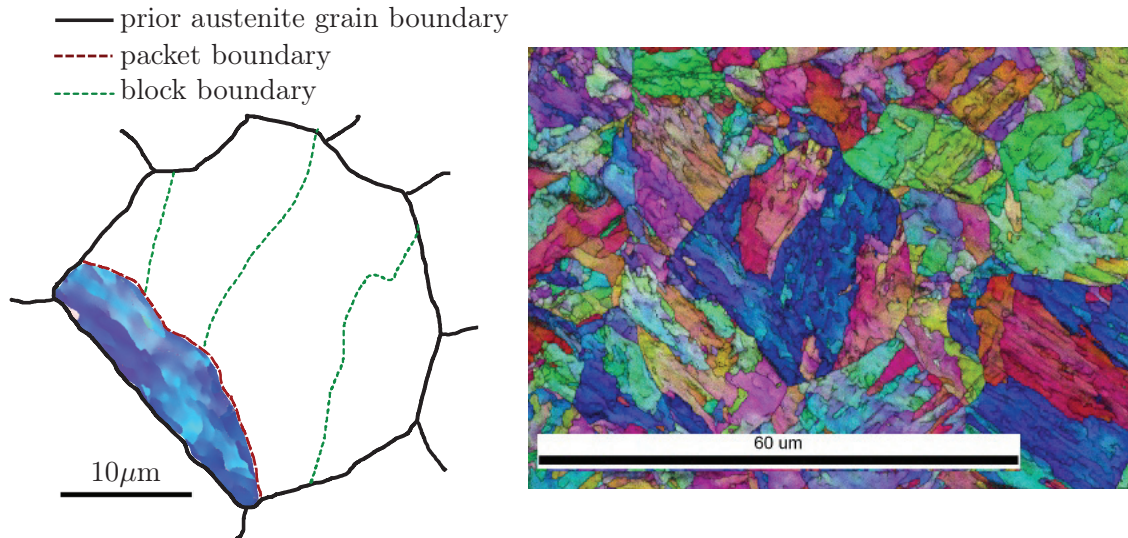 prior austenite grain boundary
packet boundary
block boundary
10μm
60 um